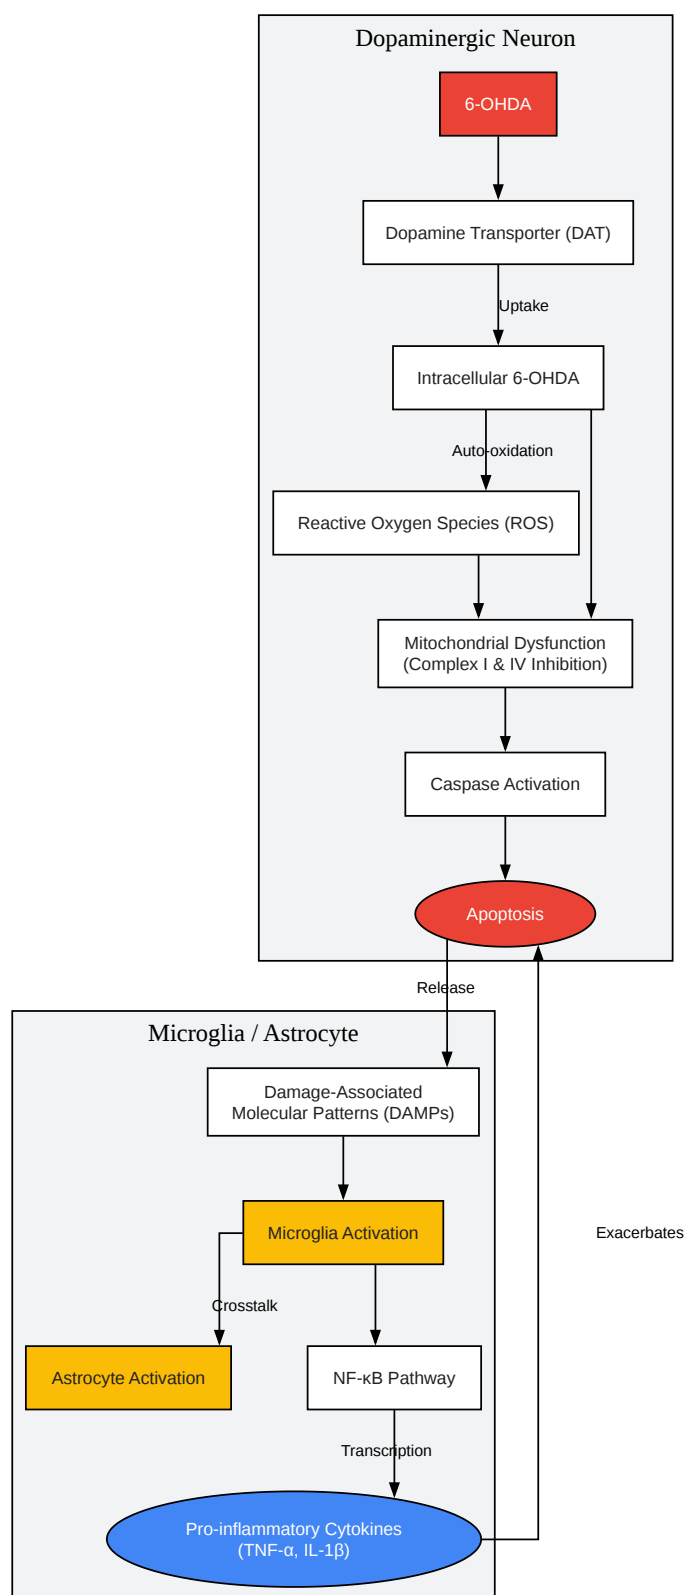 Dopaminergic Neuron
6-OHDA
Dopamine Transporter (DAT)
Uptake
Intracellular 6-OHDA
Auto-oxidation
Reactive Oxygen Species (ROS)
Mitochondrial Dysfunction
(Complex I & IV Inhibition)
Caspase Activation
Apoptosis
Release
Microglia / Astrocyte
Damage-Associated
Molecular Patterns (DAMPs)
Microglia Activation
Exacerbates
Crosstalk
Astrocyte Activation
NF-κB Pathway
Transcription
Pro-inflammatory Cytokines
(TNF-α, IL-1β)